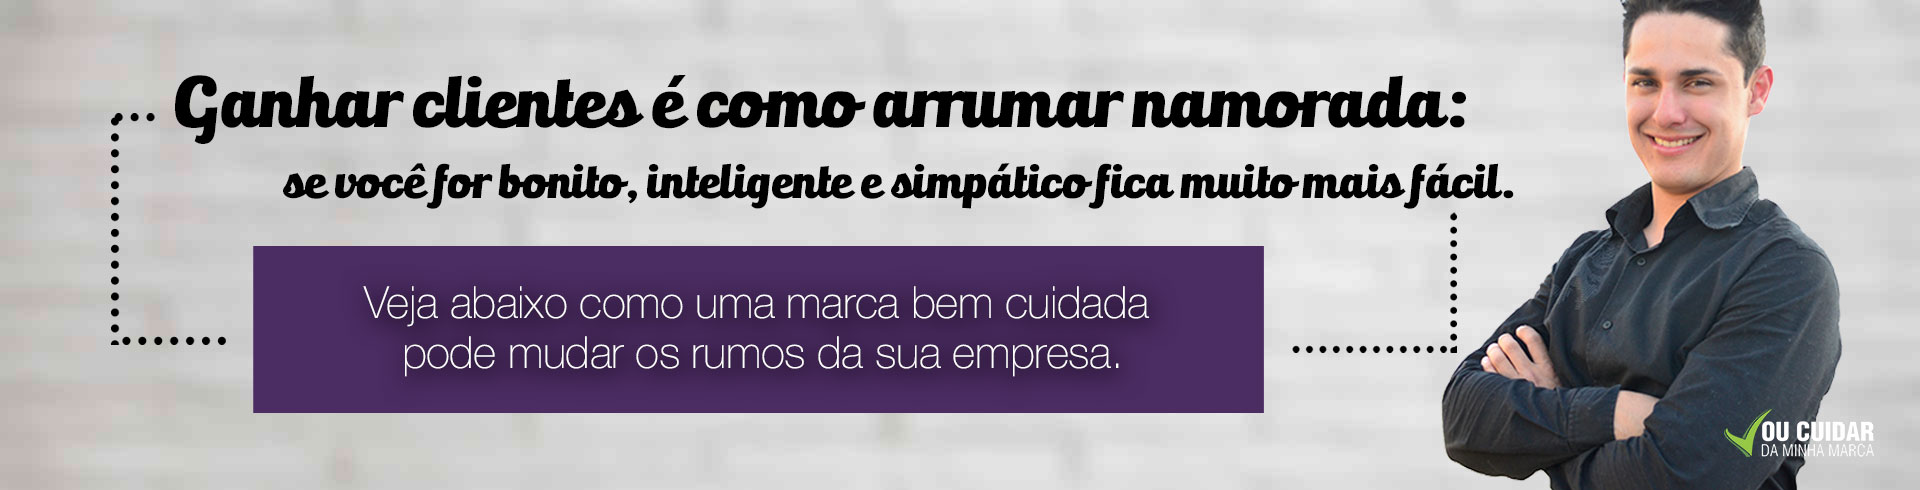 Ganhar clientes é como arrumar namorada:
se você for bonito, inteligente e simpático fica muito mais fácil.
Veja abaixo como uma marca bem cuidada
pode mudar os rumos da sua empresa.
VOU CUIDAR
DA MINHA MARCA